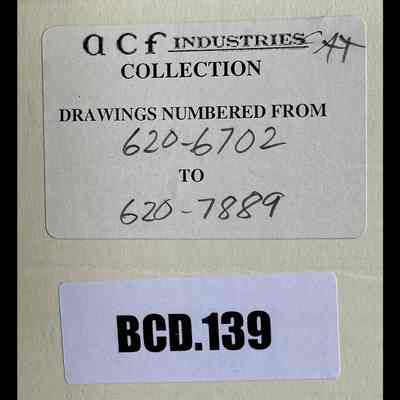 acf INDUSTRIES
COLLECTION
DRAWINGS NUMBERED FROM
620-6702
TO
620-7889
BCD.139